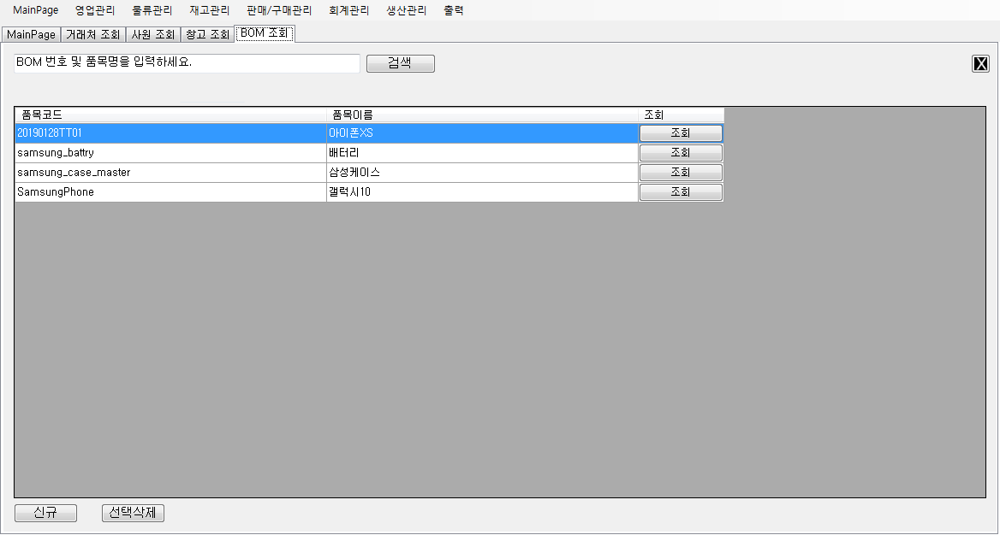 MainPage 영업관리 물류관리 재고관리 판매/구매관리 회계관리 생산관리 출력
MainPage 거래처 조회 사원 조회 창고 조회 BOM 조회
BOM 번호 및 품목명을 입력하세요. 검색 X
품목코드 품목이름 조회
20190128TT01 아이폰XS 조회
samsung_battry 배터리 조회
samsung_case_master 삼성케이스 조회
SamsungPhone 갤럭시10 조회
신규 선택삭제